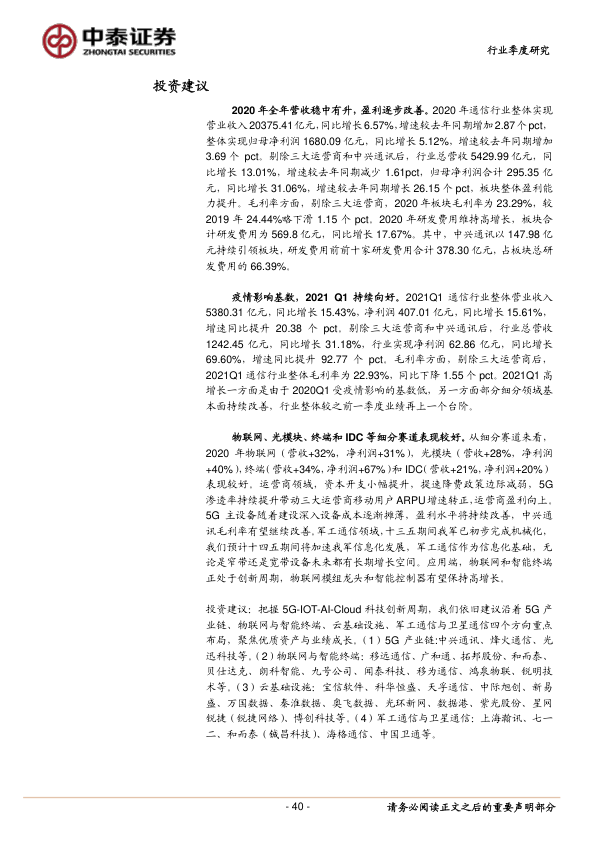 中泰证券
ZHONGTAI SECURITIES
行业季度研究
投资建议
2020 年全年营收稳中有升，盈利逐步改善。2020 年通信行业整体实现
营业收入 20375.41 亿元，同比增长 6.57%，增速较去年同期增加 2.87 个 pct，
整体实现归母净利润 1680.09 亿元，同比增长 5.12%，增速较去年同期增加
3.69 个 pct。剔除三大运营商和中兴通讯后，行业总营收 5429.99 亿元，同
比增长 13.01%，增速较去年同期减少 1.61pct，归母净利润合计 295.35 亿
元，同比增长 31.06%，增速较去年同期增长 26.15 个 pct，板块整体盈利能
力提升。毛利率方面，剔除三大运营商，2020 年板块毛利率为 23.29%，较
2019 年 24.44%略下滑 1.15 个 pct。2020 年研发费用维持高增长，板块合
计研发费用为 569.8 亿元，同比增长 17.67%。其中，中兴通讯以 147.98 亿
元持续引领板块，研发费用前前十家研发费用合计 378.30 亿元，占板块总研
发费用的 66.39%。
疫情影响基数，2021 Q1 持续向好。2021Q1 通信行业整体营业收入
5380.31 亿元，同比增长 15.43%，净利润 407.01 亿元，同比增长 15.61%，
增速同比提升 20.38 个 pct。剔除三大运营商和中兴通讯后，行业总营收
1242.45 亿元，同比增长 31.18%，行业实现净利润 62.86 亿元，同比增长
69.60%，增速同比提升 92.77 个 pct。毛利率方面，剔除三大运营商后，
2021Q1 通信行业整体毛利率为 22.93%，同比下降 1.55 个 pct。2021Q1 高
增长一方面是由于 2020Q1 受疫情影响的基数低，另一方面部分细分领域基
本面持续改善，行业整体较之前一季度业绩再上一个台阶。
物联网、光模块、终端和 IDC 等细分赛道表现较好。从细分赛道来看，
2020 年物联网（营收+32%，净利润+31%），光模块（营收+28%，净利润
+40%），终端（营收+34%，净利润+67%）和 IDC（营收+21%，净利润+20%）
表现较好。运营商领域，资本开支小幅提升，提速降费政策边际减弱，5G
渗透率持续提升带动三大运营商移动用户 ARPU 增速转正，运营商盈利向上。
5G 主设备随着建设深入设备成本逐渐摊薄，盈利水平将持续改善，中兴通
讯毛利率有望继续改善。军工通信领域，十三五期间我军已初步完成机械化，
我们预计十四五期间将加速我军信息化发展，军工通信作为信息化基础，无
论是窄带还是宽带设备未来都有长期增长空间。应用端，物联网和智能终端
正处于创新周期，物联网模组龙头和智能控制器有望保持高增长。
投资建议：把握 5G-IOT-AI-Cloud 科技创新周期，我们依旧建议沿着 5G 产
业链、物联网与智能终端、云基础设施、军工通信与卫星通信四个方向重点
布局，聚焦优质资产与业绩成长。（1）5G 产业链:中兴通讯、烽火通信、光
迅科技等。（2）物联网与智能终端：移远通信、广和通、拓邦股份、和而泰、
贝仕达克、朗科智能、九号公司、闻泰科技、移为通信、鸿泉物联、锐明技
术等。（3）云基础设施：宝信软件、科华恒盛、天孚通信、中际旭创、新易
盛、万国数据、秦淮数据、奥飞数据、光环新网、数据港、紫光股份、星网
锐捷（锐捷网络）、博创科技等。（4）军工通信与卫星通信：上海瀚讯、七一
二、和而泰（铖昌科技）、海格通信、中国卫通等。
- 40 -
请务必阅读正文之后的重要声明部分